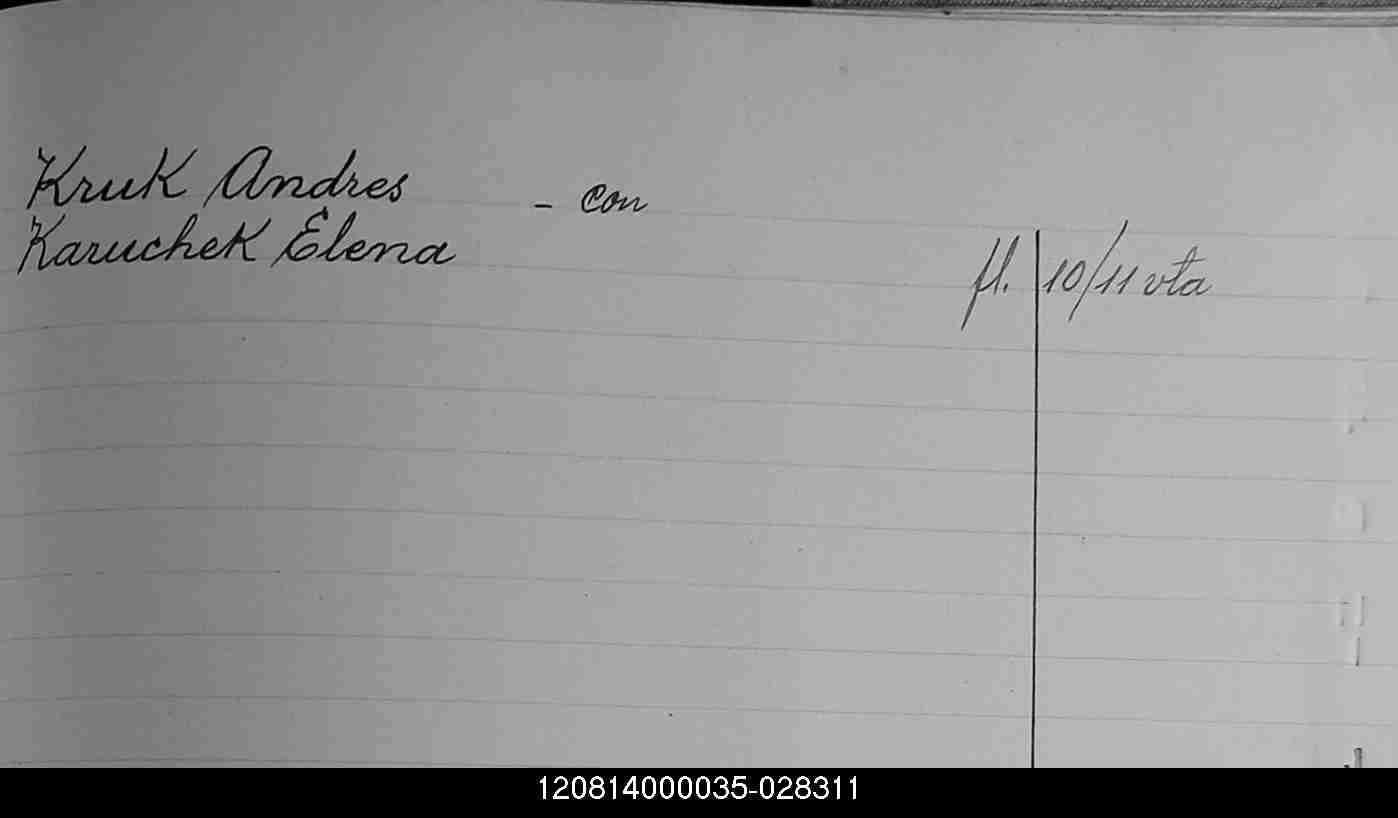 Kruk Andres - con
Karuchek Elena fl. 10/11 vta
120814000035-028311